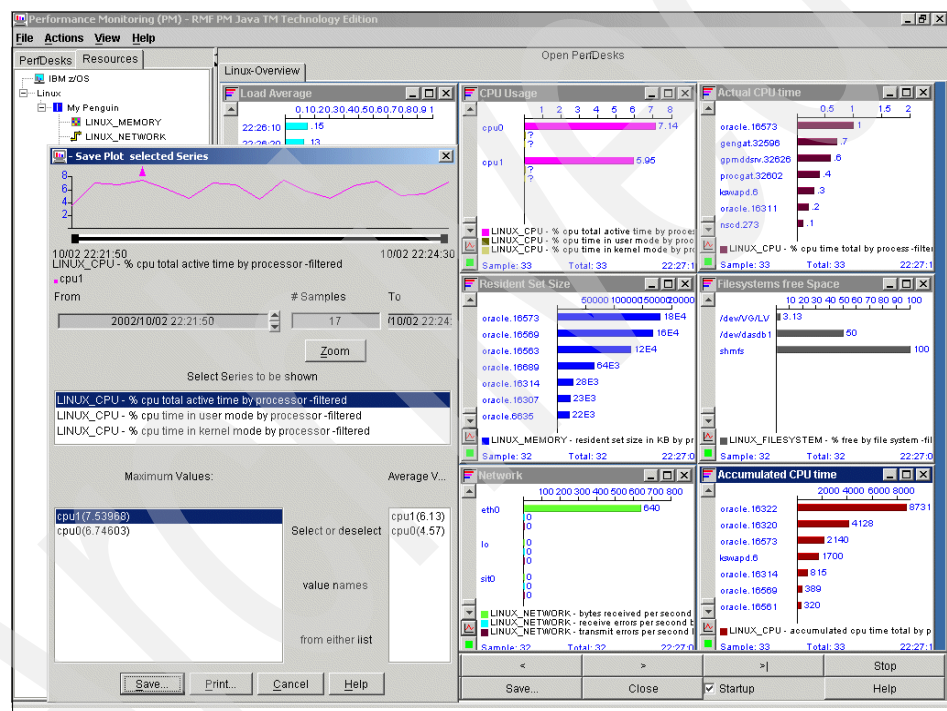 Performance Monitoring (PM) - RMF PM Java TM Technology Edition
File Actions View Help
PerfDesks Resources
Open PerfDesks
IBM z/OS
Linux
My Penguin
LINUX_MEMORY
LINUX_NETWORK
Linux-Overview
Load Average
0.10.20.30.40.50.60.70.80.9 1
22:26:10 .15
22:26:20 .13
CPU Usage
1 2 3 4 5 6 7 8
cpu0 7.14
?
?
cpu1 5.95
?
?
LINUX_CPU - % cpu total active time by proces
LINUX_CPU - % cpu time in user mode by proc
LINUX_CPU - % cpu time in kernel mode by pro
Sample: 33 Total: 33 22:27:1
Actual CPU time
0.5 1 1.5 2
oracle.16573 1
gengat.32596 .7
gpmddsrv.32626 .6
procgat.32602 .4
kswapd.6 .3
oracle.16311 .2
nscd.273 .1
LINUX_CPU - % cpu time total by process -filter
Sample: 33 Total: 33 22:27:1
- Save Plot selected Series
8
6
4
2
10/02 22:21:50 10/02 22:24:30
LINUX_CPU - % cpu total active time by processor -filtered
cpu1
From # Samples To
2002/10/02 22:21:50 17 /10/02 22:24:
Zoom
Select Series to be shown
LINUX_CPU - % cpu total active time by processor -filtered
LINUX_CPU - % cpu time in user mode by processor -filtered
LINUX_CPU - % cpu time in kernel mode by processor -filtered
Maximum Values: Average V...
cpu1(7.53968)
cpu0(6.74603)
Select or deselect
value names
from either list
cpu1(6.13)
cpu0(4.57)
Save... Print... Cancel Help
Resident Set Size
50000 10000015000020000
oracle.16573 18E4
oracle.16569 16E4
oracle.16563 12E4
oracle.16689 64E3
oracle.16314 28E3
oracle.16307 23E3
oracle.6635 22E3
LINUX_MEMORY - resident set size in KB by pr
Sample: 32 Total: 32 22:27:0
Filesystems free Space
10 20 30 40 50 60 70 80 90 100
/dev/VG/LV 3.13
/dev/dasdb1 50
shmfs 100
LINUX_FILESYSTEM - % free by file system -fil
Sample: 32 Total: 32 22:27:0
Network
100 200 300 400 500 600 700 800
eth0 640
0
0
lo 0
0
0
sit0 0
0
0
LINUX_NETWORK - bytes received per second
LINUX_NETWORK - receive errors per second b
LINUX_NETWORK - transmit errors per second
Sample: 32 Total: 32 22:27:0
Accumulated CPU time
2000 4000 6000 8000
oracle.16322 8731
oracle.16320 4128
oracle.16573 2140
kswapd.6 1700
oracle.16314 815
oracle.16569 389
oracle.16561 320
LINUX_CPU - accumulated cpu time total by p
Sample: 33 Total: 33 22:27:1
< > >| Stop
Save... Close Startup Help